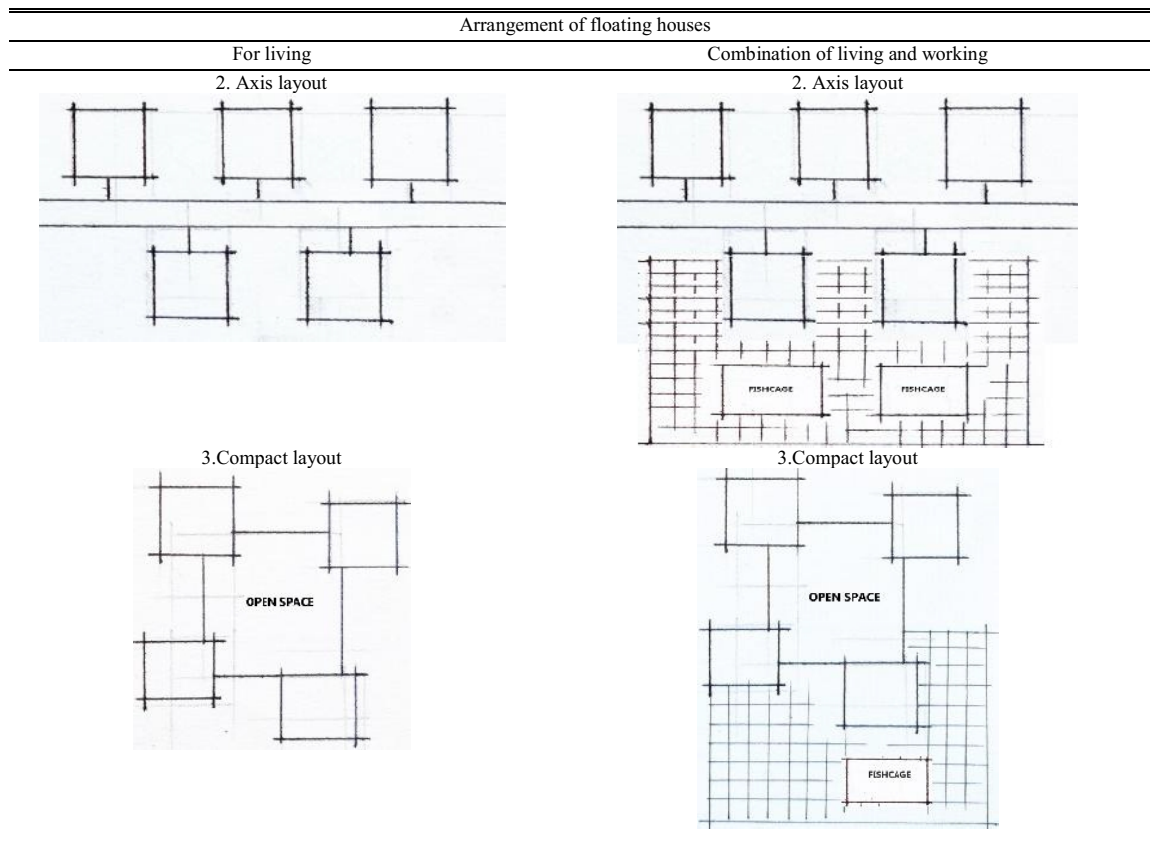 Arrangement of floating houses
For living
Combination of living and working
2. Axis layout
2. Axis layout
FISHCAGE
FISHCAGE
3.Compact layout
3.Compact layout
OPEN SPACE
OPEN SPACE
FISHCAGE